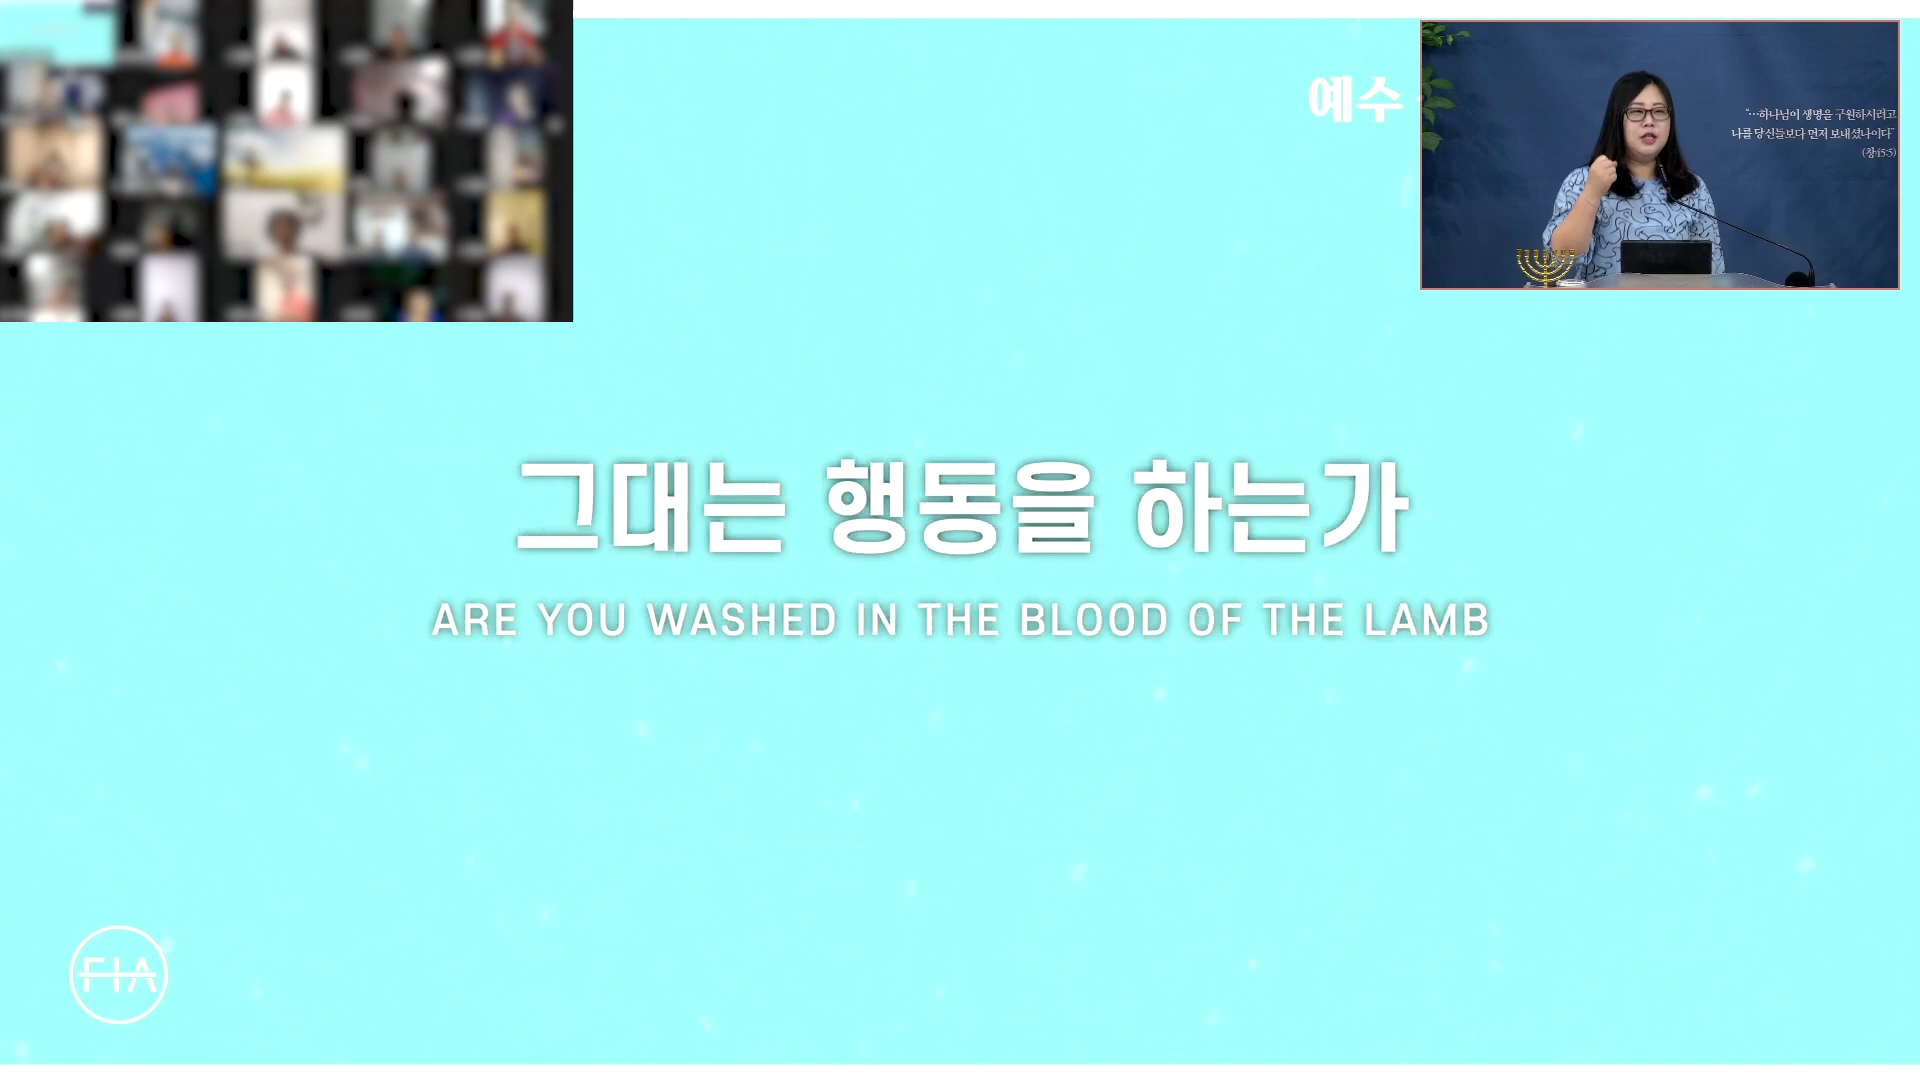 예수
“…하나님이 생명을 구원하시려고
나를 당신들보다 먼저 보내셨나이다”
(창45:5)
그대는 행동을 하는가
ARE YOU WASHED IN THE BLOOD OF THE LAMB
FIA